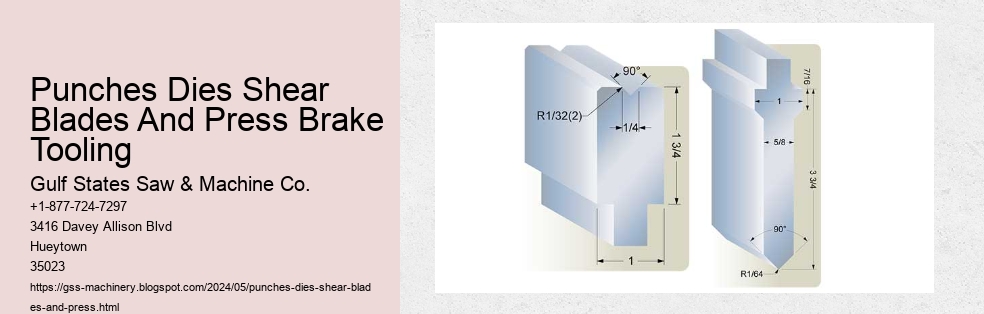 Punches Dies Shear
Blades And Press Brake
Tooling
Gulf States Saw & Machine Co.
+1-877-724-7297
3416 Davey Allison Blvd
Hueytown
35023
https://gss-machinery.blogspot.com/2024/05/punches-dies-shear-blad
es-and-press.html
90°
R1/32(2)
1/4
1 3/4
1
7/16
1
5/8
3 3/4
90°
R1/64